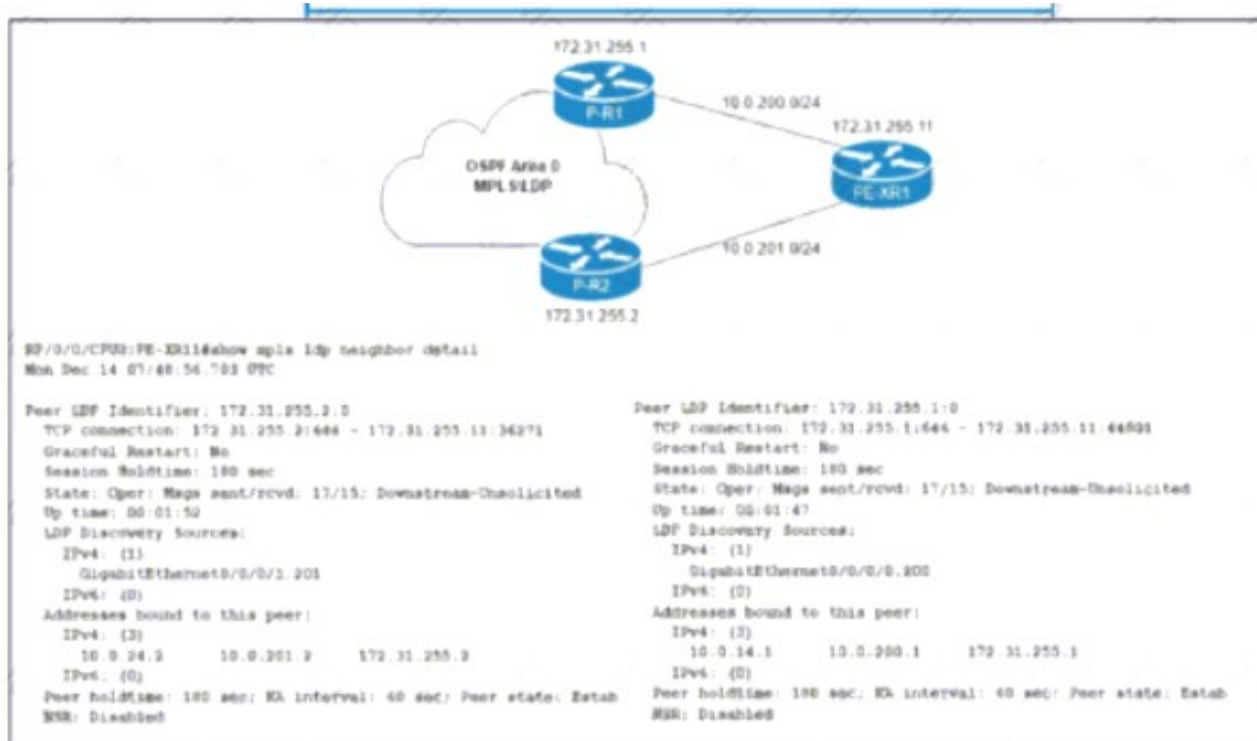 172.31.255.1
P-R1
10.0.200.0/24
172.31.255.11
PE-XR1
OSPF Area 0
MPLS\LDP
10.0.201.0/24
P-R2
172.31.255.2
RP/0/0/CPU0:PE-XR11#show mpls ldp neighbor detail
Mon Dec 14 07:48:56.703 UTC
Peer LDP Identifier: 172.31.255.2:0
TCP connection: 172.31.255.2:646 - 172.31.255.11:36271
Graceful Restart: No
Session Holdtime: 180 sec
State: Oper; Msgs sent/rcvd: 17/15; Downstream-Unsolicited
Up time: 00:01:52
LDP Discovery Sources:
IPv4: (1)
GigabitEthernet0/0/0/1.201
IPv6: (0)
Addresses bound to this peer:
IPv4: (3)
10.0.24.2 10.0.201.2 172.31.255.2
IPv6: (0)
Peer holdtime: 180 sec; KA interval: 60 sec; Peer state: Estab
NSR: Disabled
Peer LDP Identifier: 172.31.255.1:0
TCP connection: 172.31.255.1:646 - 172.31.255.11:44801
Graceful Restart: No
Session Holdtime: 180 sec
State: Oper; Msgs sent/rcvd: 17/15; Downstream-Unsolicited
Up time: 00:01:47
LDP Discovery Sources:
IPv4: (1)
GigabitEthernet0/0/0/0.200
IPv6: (0)
Addresses bound to this peer:
IPv4: (3)
10.0.14.1 10.0.200.1 172.31.255.1
IPv6: (0)
Peer holdtime: 180 sec; KA interval: 60 sec; Peer state: Estab
NSR: Disabled